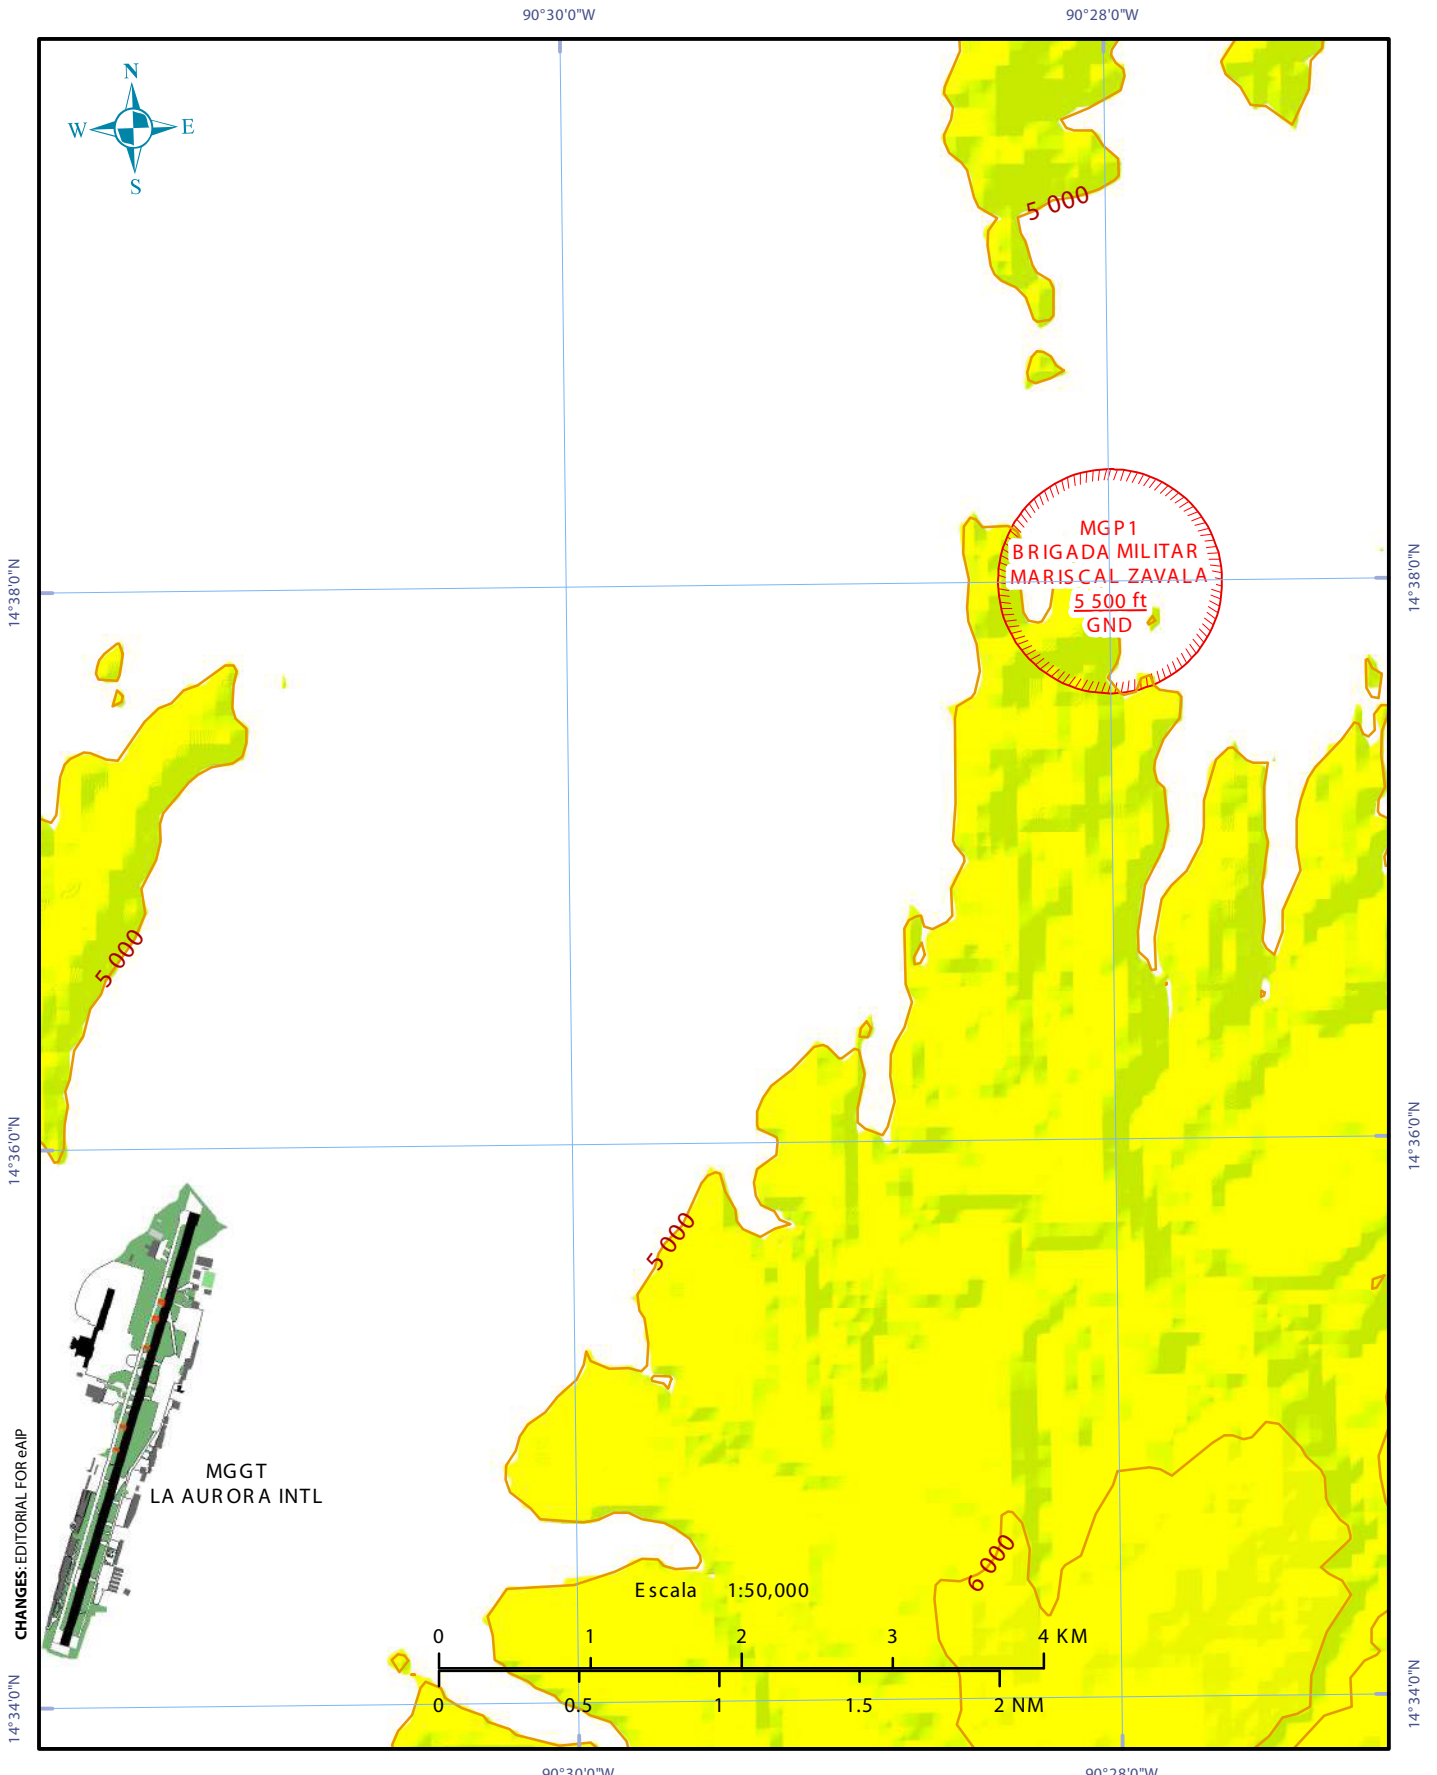 90°30'0"W
90°28'0"W
N
W
E
S
5 000
14°38'0"N
MGP1
BRIGADA MILITAR
MARISCAL ZAVALA
5 500 ft
GND
14°38'0"N
5 000
14°36'0"N
14°36'0"N
5 000
CHANGES: EDITORIAL FOR eAIP
MGGT
LA AURORA INTL
6 000
Escala 1:50,000
0 1 2 3 4 KM
0 0.5 1 1.5 2 NM
14°34'0"N
14°34'0"N
90°30'0"W
90°28'0"W